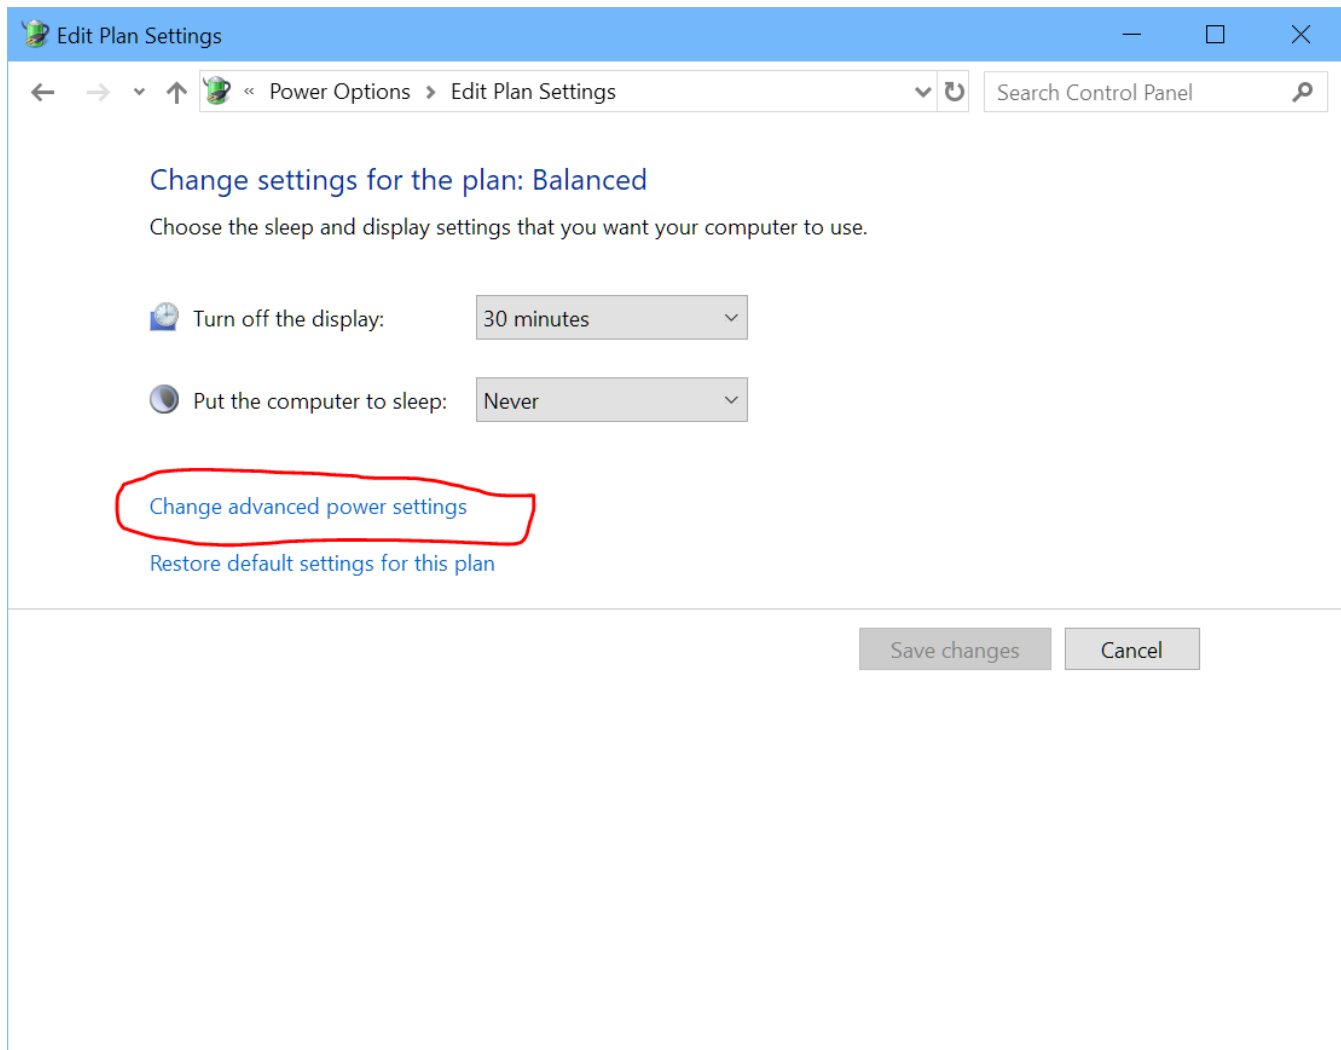 Edit Plan Settings
« Power Options > Edit Plan Settings
Search Control Panel
Change settings for the plan: Balanced
Choose the sleep and display settings that you want your computer to use.
Turn off the display: 30 minutes
Put the computer to sleep: Never
Change advanced power settings
Restore default settings for this plan
Save changes Cancel